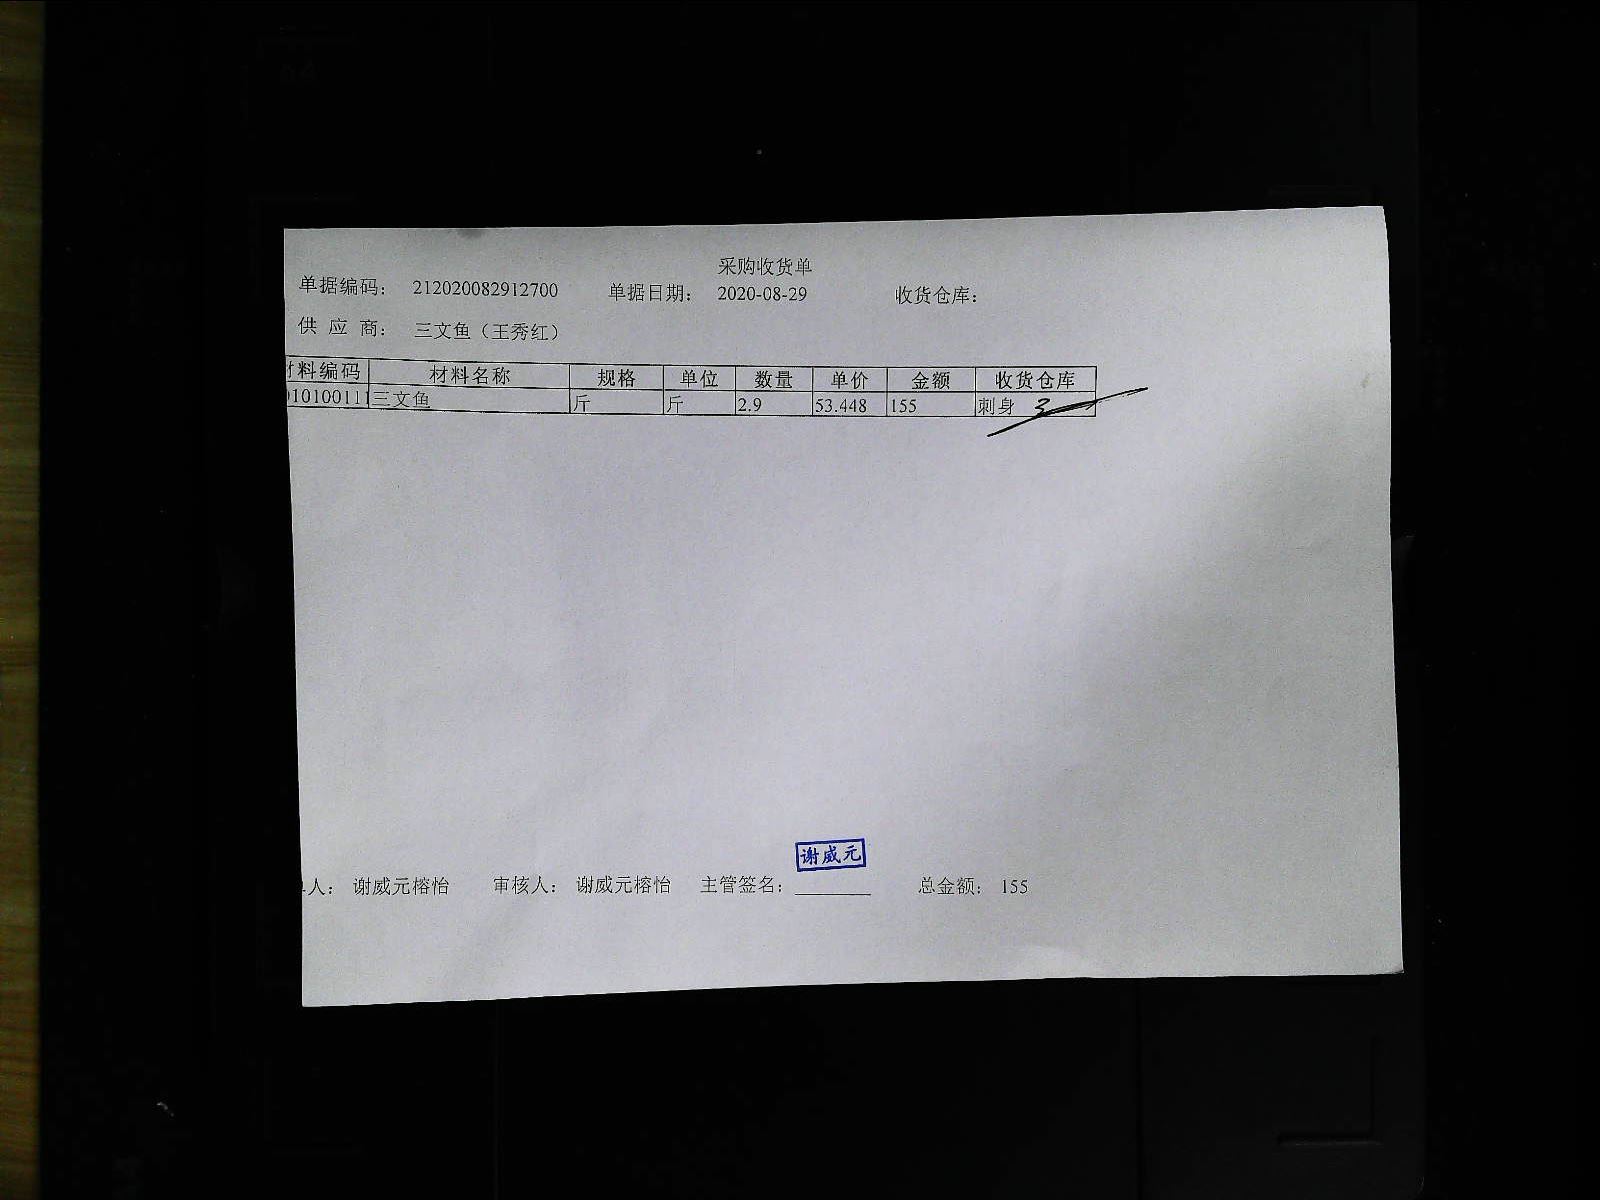 采购收货单
单据编码： 212020082912700 单据日期： 2020-08-29 收货仓库：
供 应 商： 三文鱼（王秀红）
材料编码 材料名称 规格 单位 数量 单价 金额 收货仓库
010100111 三文鱼 斤 斤 2.9 53.448 155 刺身
谢威元
人： 谢威元榕怡 审核人： 谢威元榕怡 主管签名： 总金额： 155